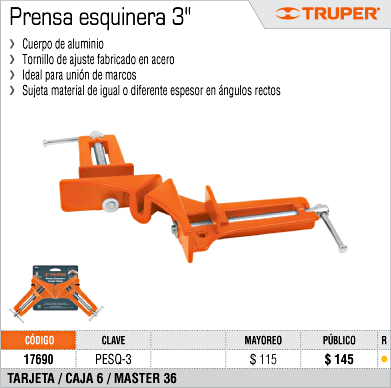 Prensa esquinera 3"
TRUPER®
❯ Cuerpo de aluminio
❯ Tornillo de ajuste fabricado en acero
❯ Ideal para unión de marcos
❯ Sujeta material de igual o diferente espesor en ángulos rectos
CÓDIGO CLAVE MAYOREO PÚBLICO R
17690 PESQ-3 $ 115 $ 145
TARJETA / CAJA 6 / MASTER 36